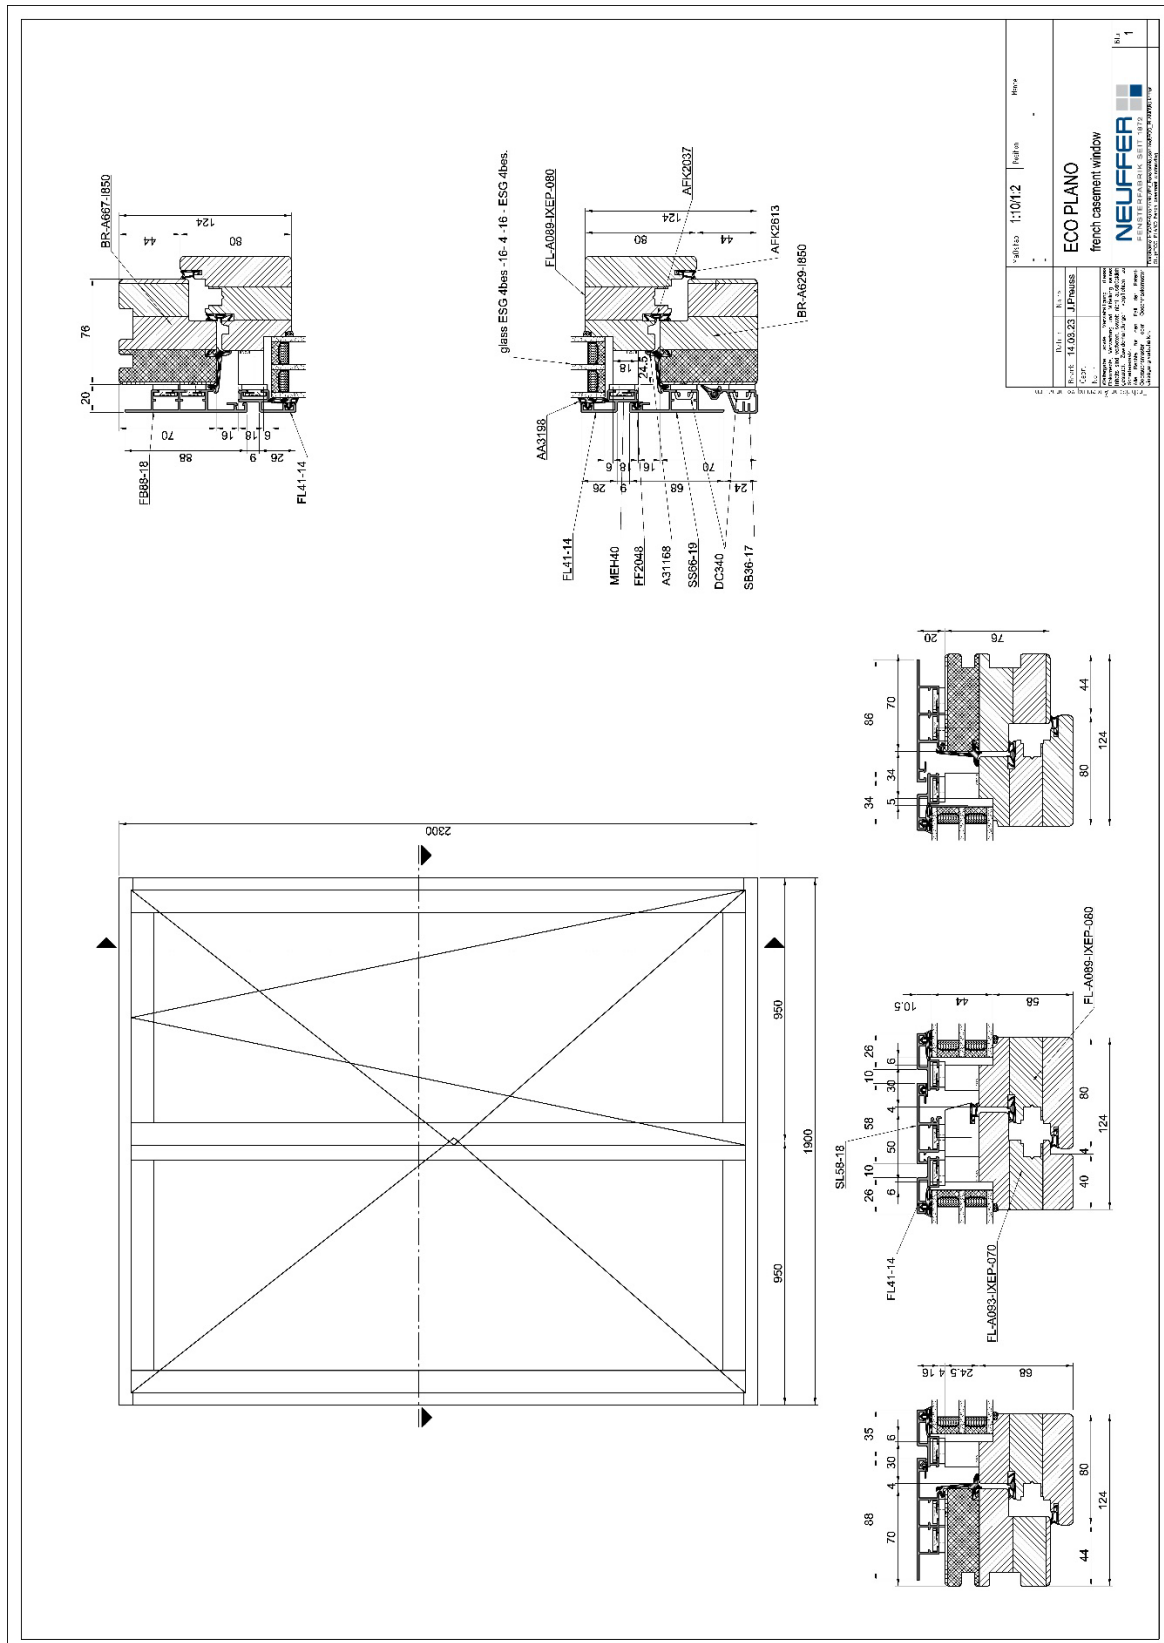 BR-A667-I850
44
80
124
76
20
70
16
18
6
88
9
26
FB88-18
FL41-14
glass ESG 4bes -16- 4 -16 - ESG 4bes.
FL-A089-IXEP-080
AFK2037
124
80
44
AFK2613
BR-A629-I850
AA3198
18
24.5
6
18
16
70
26
9
68
24
FL41-14
MEH40
FF2048
A31168
SS66-19
DC340
SB36-17
1:10/1:2
ECO PLANO
french casement window
14.03.23
J.Preuss
NEUFFER
FENSTERFABRIK SEIT 1872
1
2300
950
950
1900
20
76
86
70
34
34
5
44
80
124
10.5
44
58
FL-A089-IXEP-080
26
6
10
30
4
58
50
10
26
6
SL58-18
FL41-14
FL-A093-IXEP-070
80
4
40
124
16
4
24.5
68
35
6
30
4
88
70
80
44
124